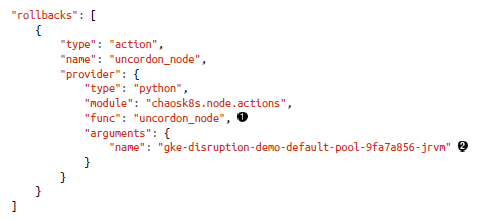 "rollbacks": [
    {
        "type": "action",
        "name": "uncordon_node",
        "provider": {
            "type": "python",
            "module": "chaosk8s.node.actions",
            "func": "uncordon_node", ❶
            "arguments": {
                "name": "gke-disruption-demo-default-pool-9fa7a856-jrvm" ❷
            }
        }
    }
]